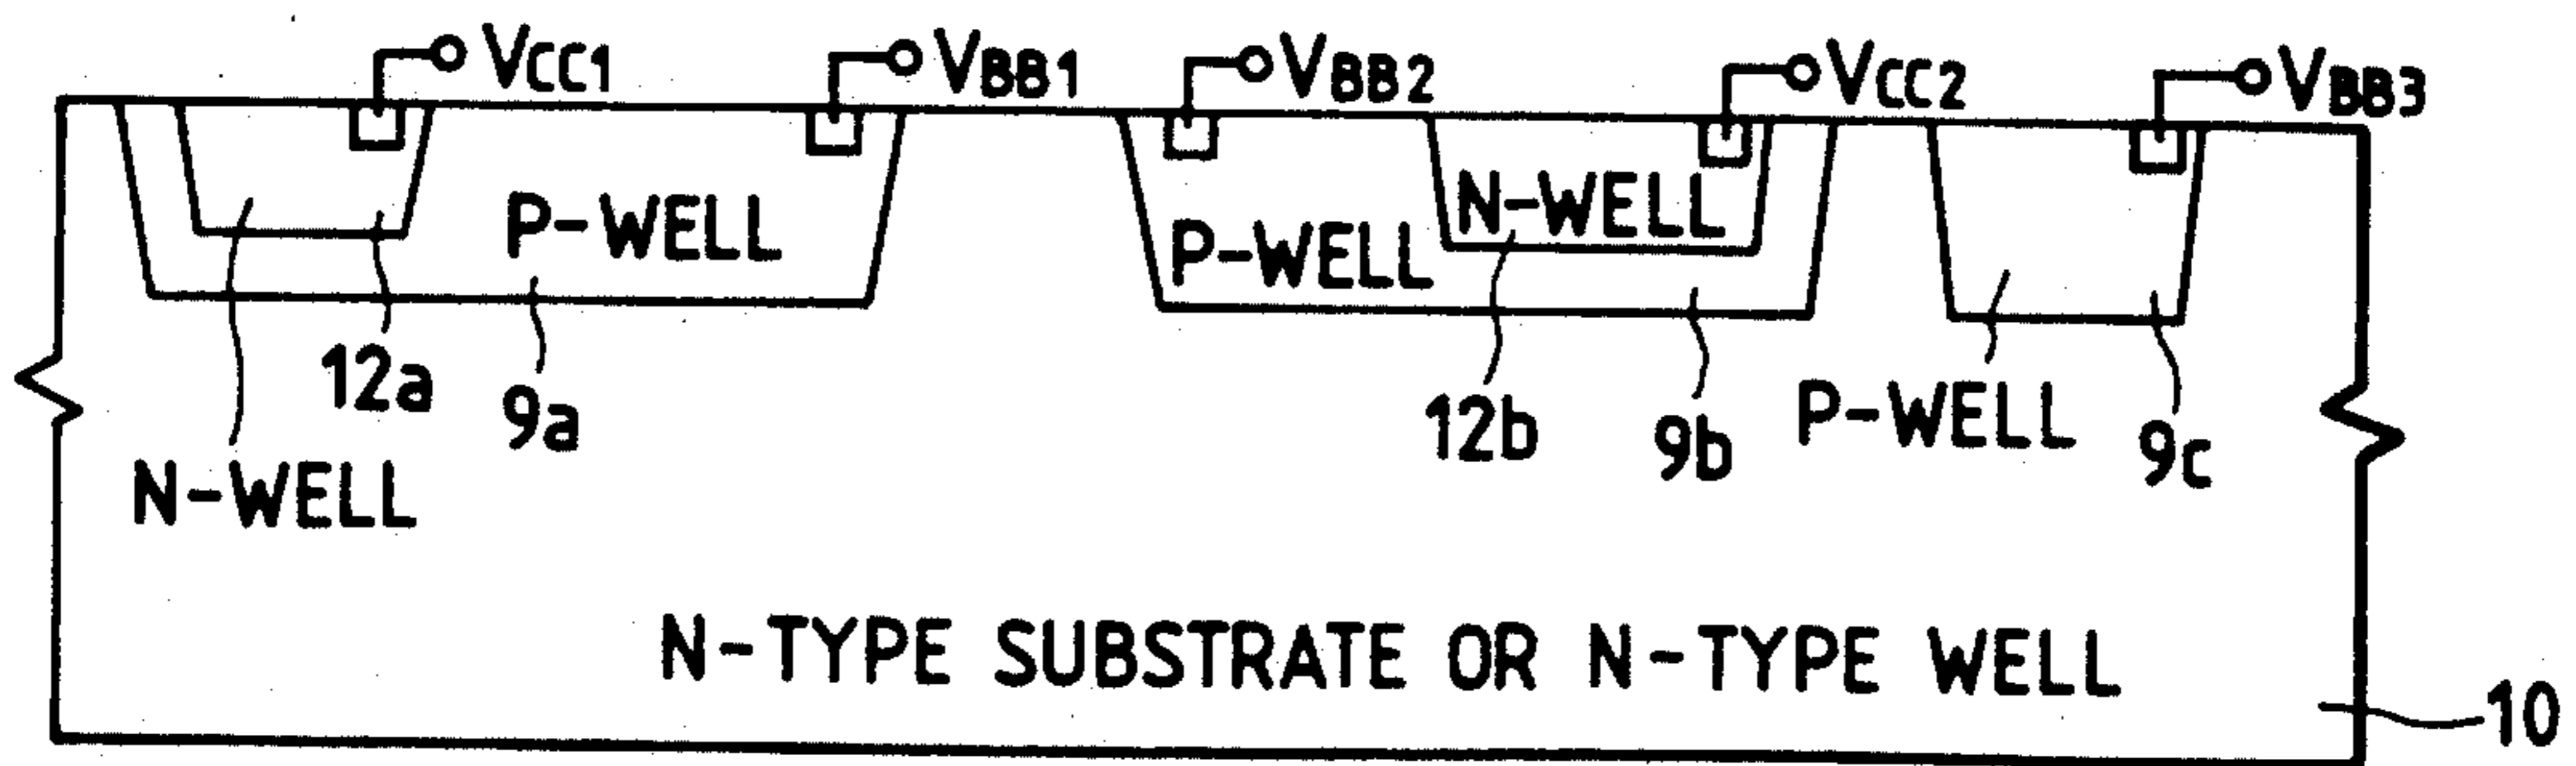 VCC1
VBB1
VBB2
VCC2
VBB3
P-WELL
P-WELL
N-WELL
12a
9a
12b
9b
P-WELL
9c
N-WELL
N-TYPE SUBSTRATE OR N-TYPE WELL
10